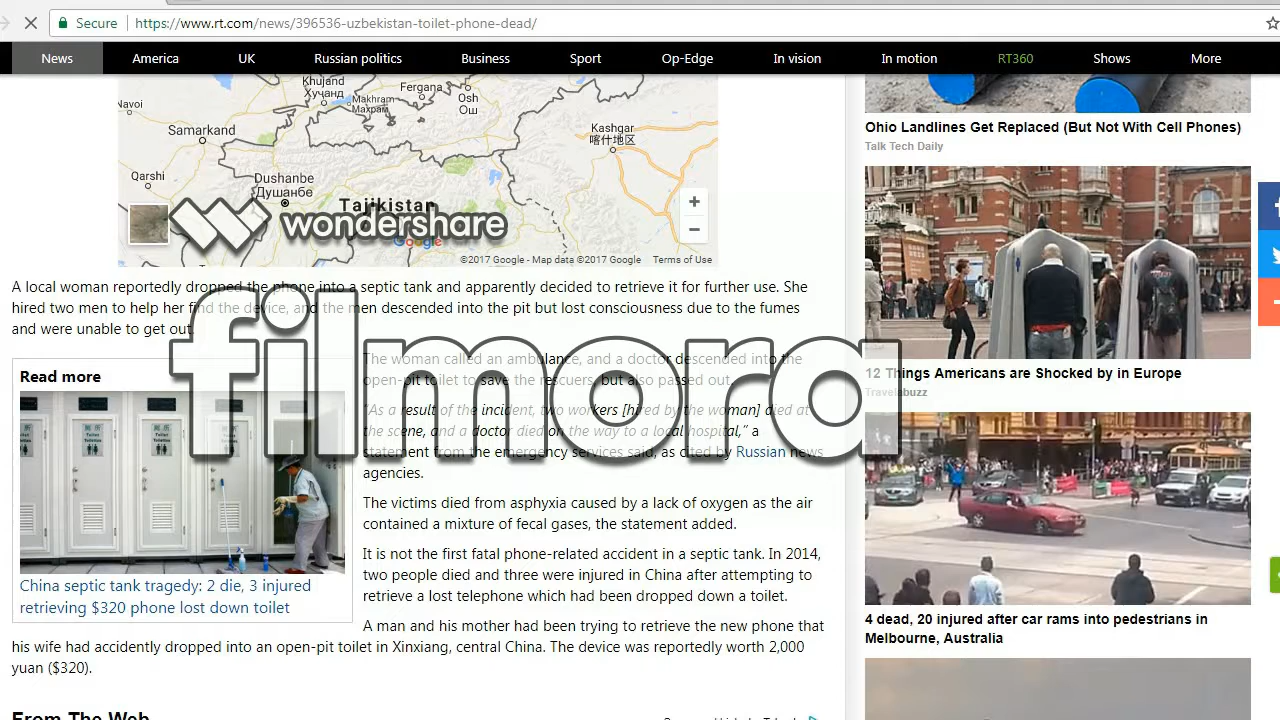 Secure
https://www.rt.com/news/396536-uzbekistan-toilet-phone-dead/
News America UK Russian politics Business Sport Op-Edge In vision In motion RT360 Shows More
Khujand
Хуҷанд
Fergana
Osh
Ош
Makhram
Махрам
Navoi
Samarkand
Kashgar
喀什地区
Qarshi
Dushanbe
Душанбе
Tajikistan
+
−
wondershare
Google
©2017 Google - Map data ©2017 Google Terms of Use
A local woman reportedly dropped the phone into a septic tank and apparently decided to retrieve it for further use. She
hired two men to help her find the device, and the men descended into the pit but lost consciousness due to the fumes
and were unable to get out.
filmora
The woman called an ambulance, and a doctor descended into the
open-pit toilet to save the rescuers, but also passed out.
“As a result of the incident, two workers [hired by the woman] died at
the scene, and a doctor died on the way to a local hospital,” a
statement from the emergency services said, as cited by Russian news
agencies.
The victims died from asphyxia caused by a lack of oxygen as the air
contained a mixture of fecal gases, the statement added.
It is not the first fatal phone-related accident in a septic tank. In 2014,
two people died and three were injured in China after attempting to
retrieve a lost telephone which had been dropped down a toilet.
A man and his mother had been trying to retrieve the new phone that
his wife had accidently dropped into an open-pit toilet in Xinxiang, central China. The device was reportedly worth 2,000
yuan ($320).
Read more
China septic tank tragedy: 2 die, 3 injured
retrieving $320 phone lost down toilet
From The Web
Ohio Landlines Get Replaced (But Not With Cell Phones)
Talk Tech Daily
12 Things Americans are Shocked by in Europe
Travelabuzz
4 dead, 20 injured after car rams into pedestrians in
Melbourne, Australia